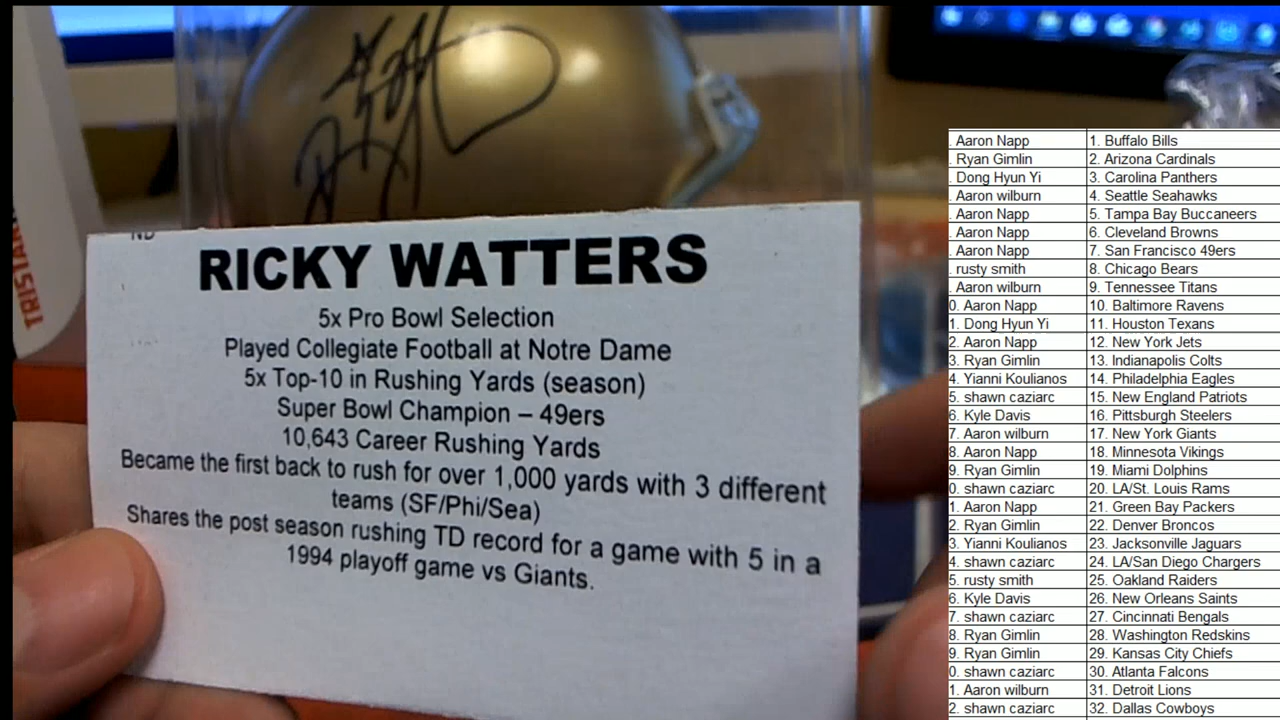 ND
RICKY WATTERS
5x Pro Bowl Selection
Played Collegiate Football at Notre Dame
5x Top-10 in Rushing Yards (season)
Super Bowl Champion – 49ers
10,643 Career Rushing Yards
Became the first back to rush for over 1,000 yards with 3 different
teams (SF/Phi/Sea)
Shares the post season rushing TD record for a game with 5 in a
1994 playoff game vs Giants.
TRISTAR
. Aaron Napp 1. Buffalo Bills
. Ryan Gimlin 2. Arizona Cardinals
. Dong Hyun Yi 3. Carolina Panthers
. Aaron wilburn 4. Seattle Seahawks
. Aaron Napp 5. Tampa Bay Buccaneers
. Aaron Napp 6. Cleveland Browns
. Aaron Napp 7. San Francisco 49ers
. rusty smith 8. Chicago Bears
. Aaron wilburn 9. Tennessee Titans
0. Aaron Napp 10. Baltimore Ravens
1. Dong Hyun Yi 11. Houston Texans
2. Aaron Napp 12. New York Jets
3. Ryan Gimlin 13. Indianapolis Colts
4. Yianni Koulianos 14. Philadelphia Eagles
5. shawn caziarc 15. New England Patriots
6. Kyle Davis 16. Pittsburgh Steelers
7. Aaron wilburn 17. New York Giants
8. Aaron Napp 18. Minnesota Vikings
9. Ryan Gimlin 19. Miami Dolphins
0. shawn caziarc 20. LA/St. Louis Rams
1. Aaron Napp 21. Green Bay Packers
2. Ryan Gimlin 22. Denver Broncos
3. Yianni Koulianos 23. Jacksonville Jaguars
4. shawn caziarc 24. LA/San Diego Chargers
5. rusty smith 25. Oakland Raiders
6. Kyle Davis 26. New Orleans Saints
7. shawn caziarc 27. Cincinnati Bengals
8. Ryan Gimlin 28. Washington Redskins
9. Ryan Gimlin 29. Kansas City Chiefs
0. shawn caziarc 30. Atlanta Falcons
1. Aaron wilburn 31. Detroit Lions
2. shawn caziarc 32. Dallas Cowboys